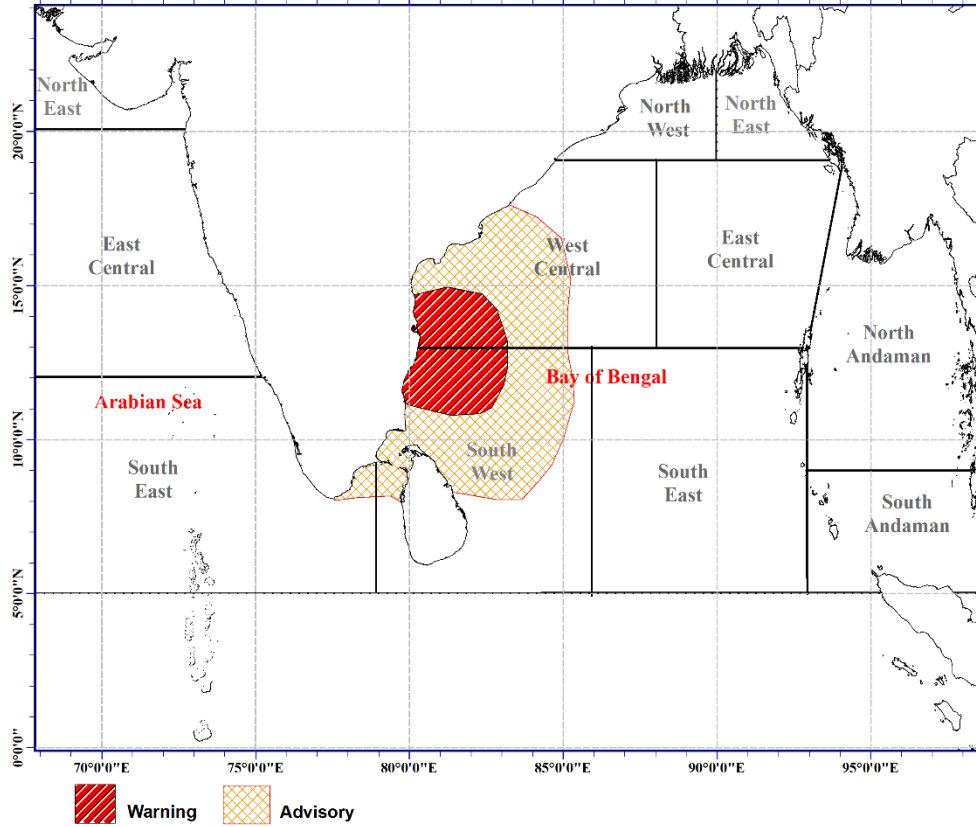 North
East
North
West
North
East
20°0'0"N
East
Central
West
Central
East
Central
15°0'0"N
North
Andaman
Bay of Bengal
Arabian Sea
10°0'0"N
South
East
South
West
South
East
South
Andaman
5°0'0"N
0°0'0"
70°0'0"E
75°0'0"E
80°0'0"E
85°0'0"E
90°0'0"E
95°0'0"E
Warning
Advisory